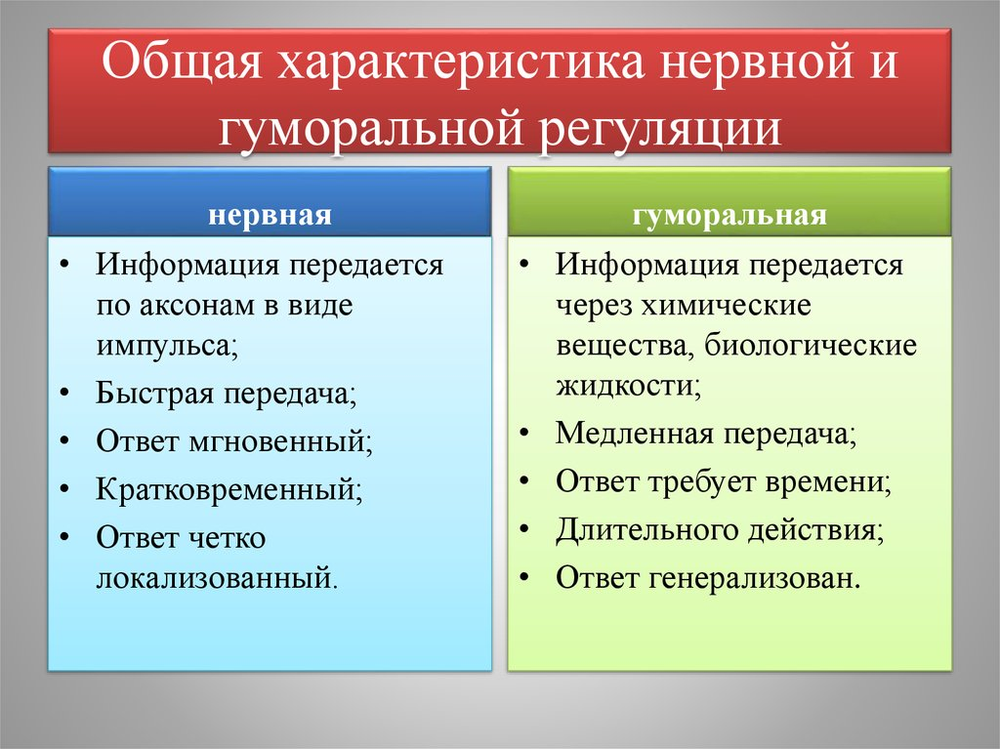 Общая характеристика нервной и
гуморальной регуляции
нервная
• Информация передается
по аксонам в виде
импульса;
• Быстрая передача;
• Ответ мгновенный;
• Кратковременный;
• Ответ четко
локализованный.
гуморальная
• Информация передается
через химические
вещества, биологические
жидкости;
• Медленная передача;
• Ответ требует времени;
• Длительного действия;
• Ответ генерализован.